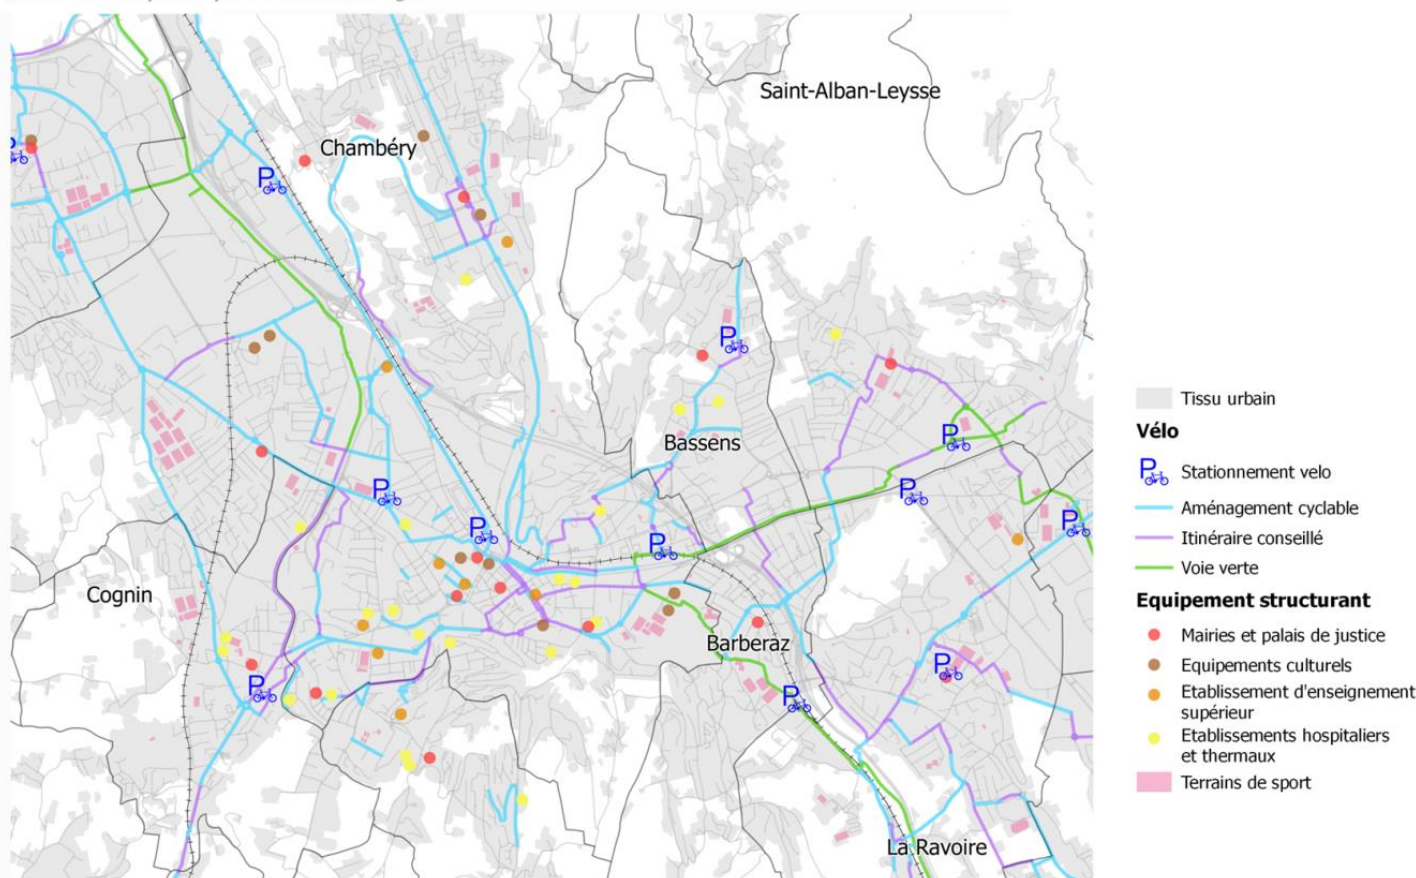 Saint-Alban-Leysse
Chambéry
P
P
P
Bassens
P
P
P
P
P
P
Cognin
Barberaz
P
P
P
La Ravoire
Tissu urbain
Vélo
P Stationnement velo
Aménagement cyclable
Itinéraire conseillé
Voie verte
Equipement structurant
Mairies et palais de justice
Equipements culturels
Etablissement d'enseignement
supérieur
Etablissements hospitaliers
et thermaux
Terrains de sport